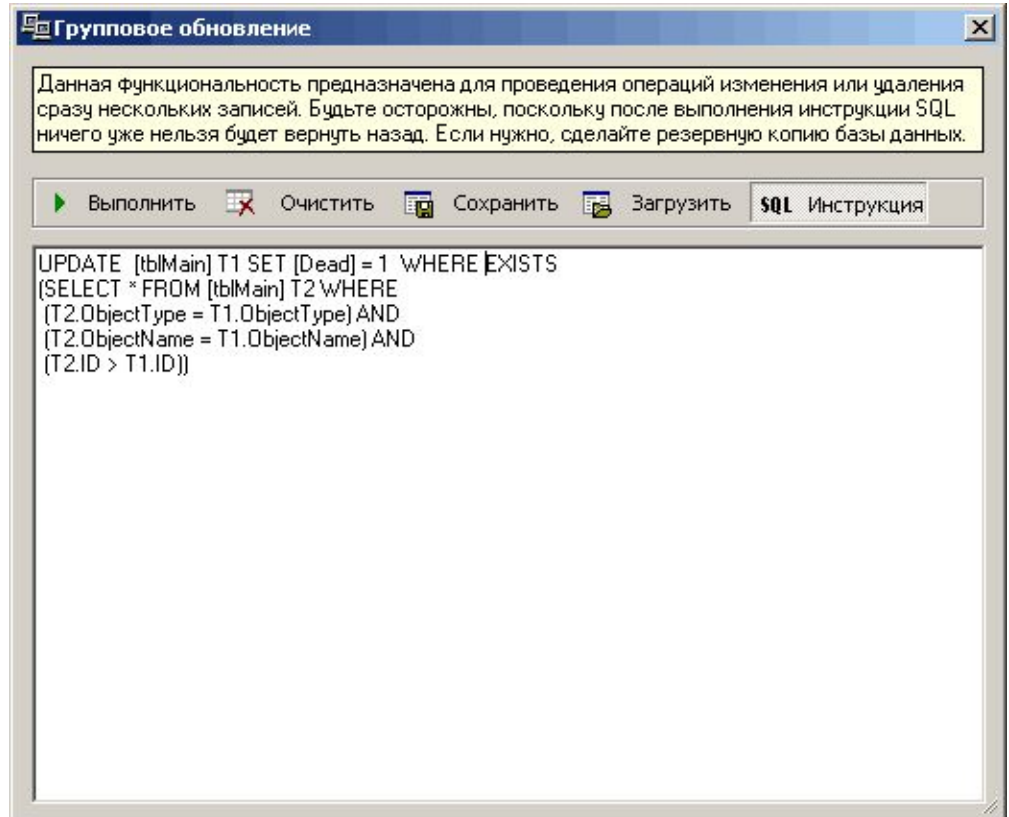 Групповое обновление
Данная функциональность предназначена для проведения операций изменения или удаления
сразу нескольких записей. Будьте осторожны, поскольку после выполнения инструкции SQL
ничего уже нельзя будет вернуть назад. Если нужно, сделайте резервную копию базы данных.
Выполнить Очистить Сохранить Загрузить SQL Инструкция
UPDATE [tblMain] T1 SET [Dead] = 1 WHERE EXISTS
(SELECT * FROM [tblMain] T2 WHERE
(T2.ObjectType = T1.ObjectType) AND
(T2.ObjectName = T1.ObjectName) AND
(T2.ID > T1.ID))